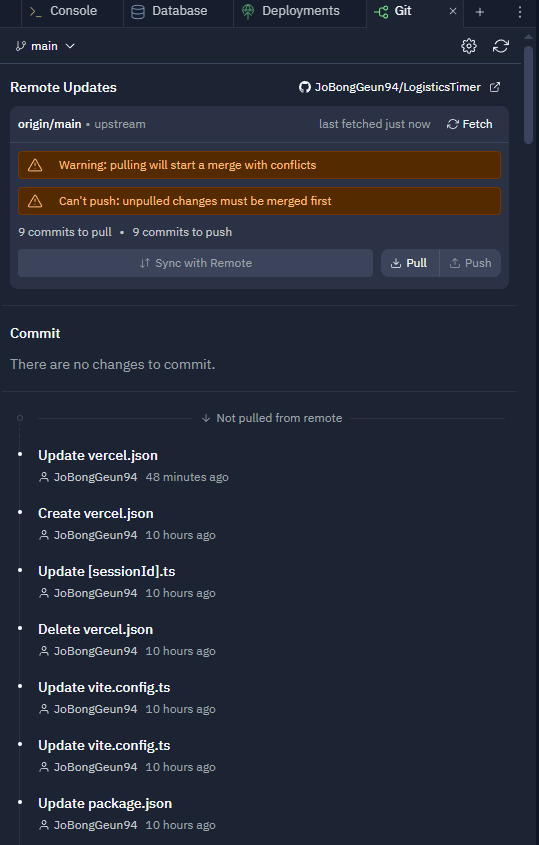 Console Database Deployments Git
main
Remote Updates JoBongGeun94/LogisticsTimer
origin/main • upstream last fetched just now Fetch
Warning: pulling will start a merge with conflicts
Can't push: unpulled changes must be merged first
9 commits to pull • 9 commits to push
Sync with Remote Pull Push
Commit
There are no changes to commit.
Not pulled from remote
Update vercel.json
JoBongGeun94 48 minutes ago
Create vercel.json
JoBongGeun94 10 hours ago
Update [sessionId].ts
JoBongGeun94 10 hours ago
Delete vercel.json
JoBongGeun94 10 hours ago
Update vite.config.ts
JoBongGeun94 10 hours ago
Update vite.config.ts
JoBongGeun94 10 hours ago
Update package.json
JoBongGeun94 10 hours ago